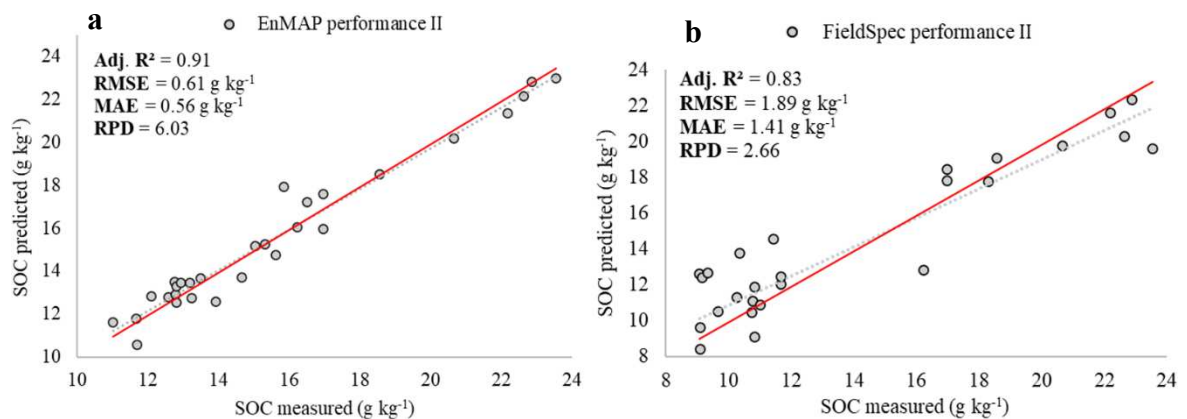 a
EnMAP performance II
Adj. R² = 0.91
RMSE = 0.61 g kg⁻¹
MAE = 0.56 g kg⁻¹
RPD = 6.03
SOC predicted (g kg⁻¹)
24
22
20
18
16
14
12
10
10 12 14 16 18 20 22 24
SOC measured (g kg⁻¹)
b
FieldSpec performance II
Adj. R² = 0.83
RMSE = 1.89 g kg⁻¹
MAE = 1.41 g kg⁻¹
RPD = 2.66
SOC predicted (g kg⁻¹)
24
22
20
18
16
14
12
10
8
8 10 12 14 16 18 20 22 24
SOC measured (g kg⁻¹)